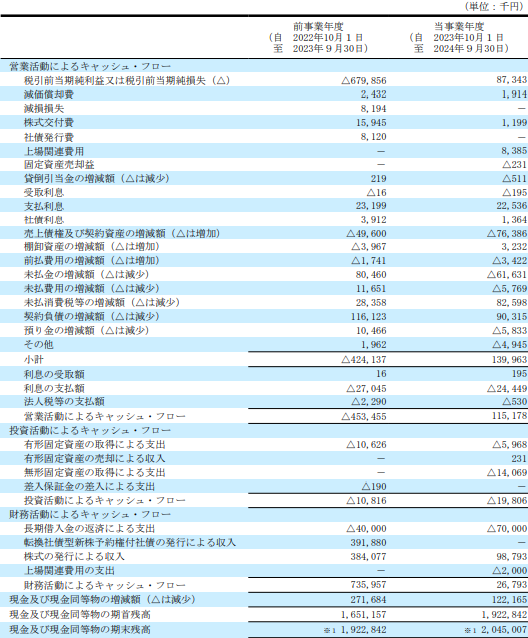 （単位：千円）
前事業年度 当事業年度
（自 2022年10月１日 （自 2023年10月１日
至 2023年９月30日） 至 2024年９月30日）
営業活動によるキャッシュ・フロー
税引前当期純利益又は税引前当期純損失（△） △679,856 87,343
減価償却費 2,432 1,914
減損損失 8,194 －
株式交付費 15,945 1,199
社債発行費 8,120 －
上場関連費用 － 8,385
固定資産売却益 － △231
貸倒引当金の増減額（△は減少） 219 △511
受取利息 △16 △195
支払利息 23,199 22,536
社債利息 3,912 1,364
売上債権及び契約資産の増減額（△は増加） △49,600 △76,386
棚卸資産の増減額（△は増加） △3,967 3,232
前払費用の増減額（△は増加） △1,741 △3,422
未払金の増減額（△は減少） 80,460 △61,631
未払費用の増減額（△は減少） 11,651 △5,769
未払消費税等の増減額（△は減少） 28,358 82,598
契約負債の増減額（△は減少） 116,123 90,315
預り金の増減額（△は減少） 10,466 △5,833
その他 1,962 △4,945
小計 △424,137 139,963
利息の受取額 16 195
利息の支払額 △27,045 △24,449
法人税等の支払額 △2,290 △530
営業活動によるキャッシュ・フロー △453,455 115,178
投資活動によるキャッシュ・フロー
有形固定資産の取得による支出 △10,626 △5,968
有形固定資産の売却による収入 － 231
無形固定資産の取得による支出 － △14,069
差入保証金の差入による支出 △190 －
投資活動によるキャッシュ・フロー △10,816 △19,806
財務活動によるキャッシュ・フロー
長期借入金の返済による支出 △40,000 △70,000
転換社債型新株予約権付社債の発行による収入 391,880 －
株式の発行による収入 384,077 98,793
上場関連費用の支出 － △2,000
財務活動によるキャッシュ・フロー 735,957 26,793
現金及び現金同等物の増減額（△は減少） 271,684 122,165
現金及び現金同等物の期首残高 1,651,157 1,922,842
現金及び現金同等物の期末残高 ※1 1,922,842 ※1 2,045,007